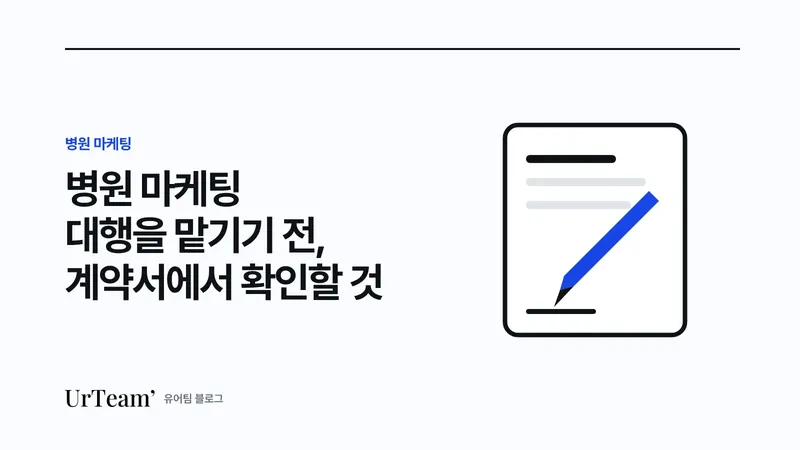 병원 마케팅
병원 마케팅
대행을 맡기기 전,
계약서에서 확인할 것
UrTeam’ 유어팀 블로그